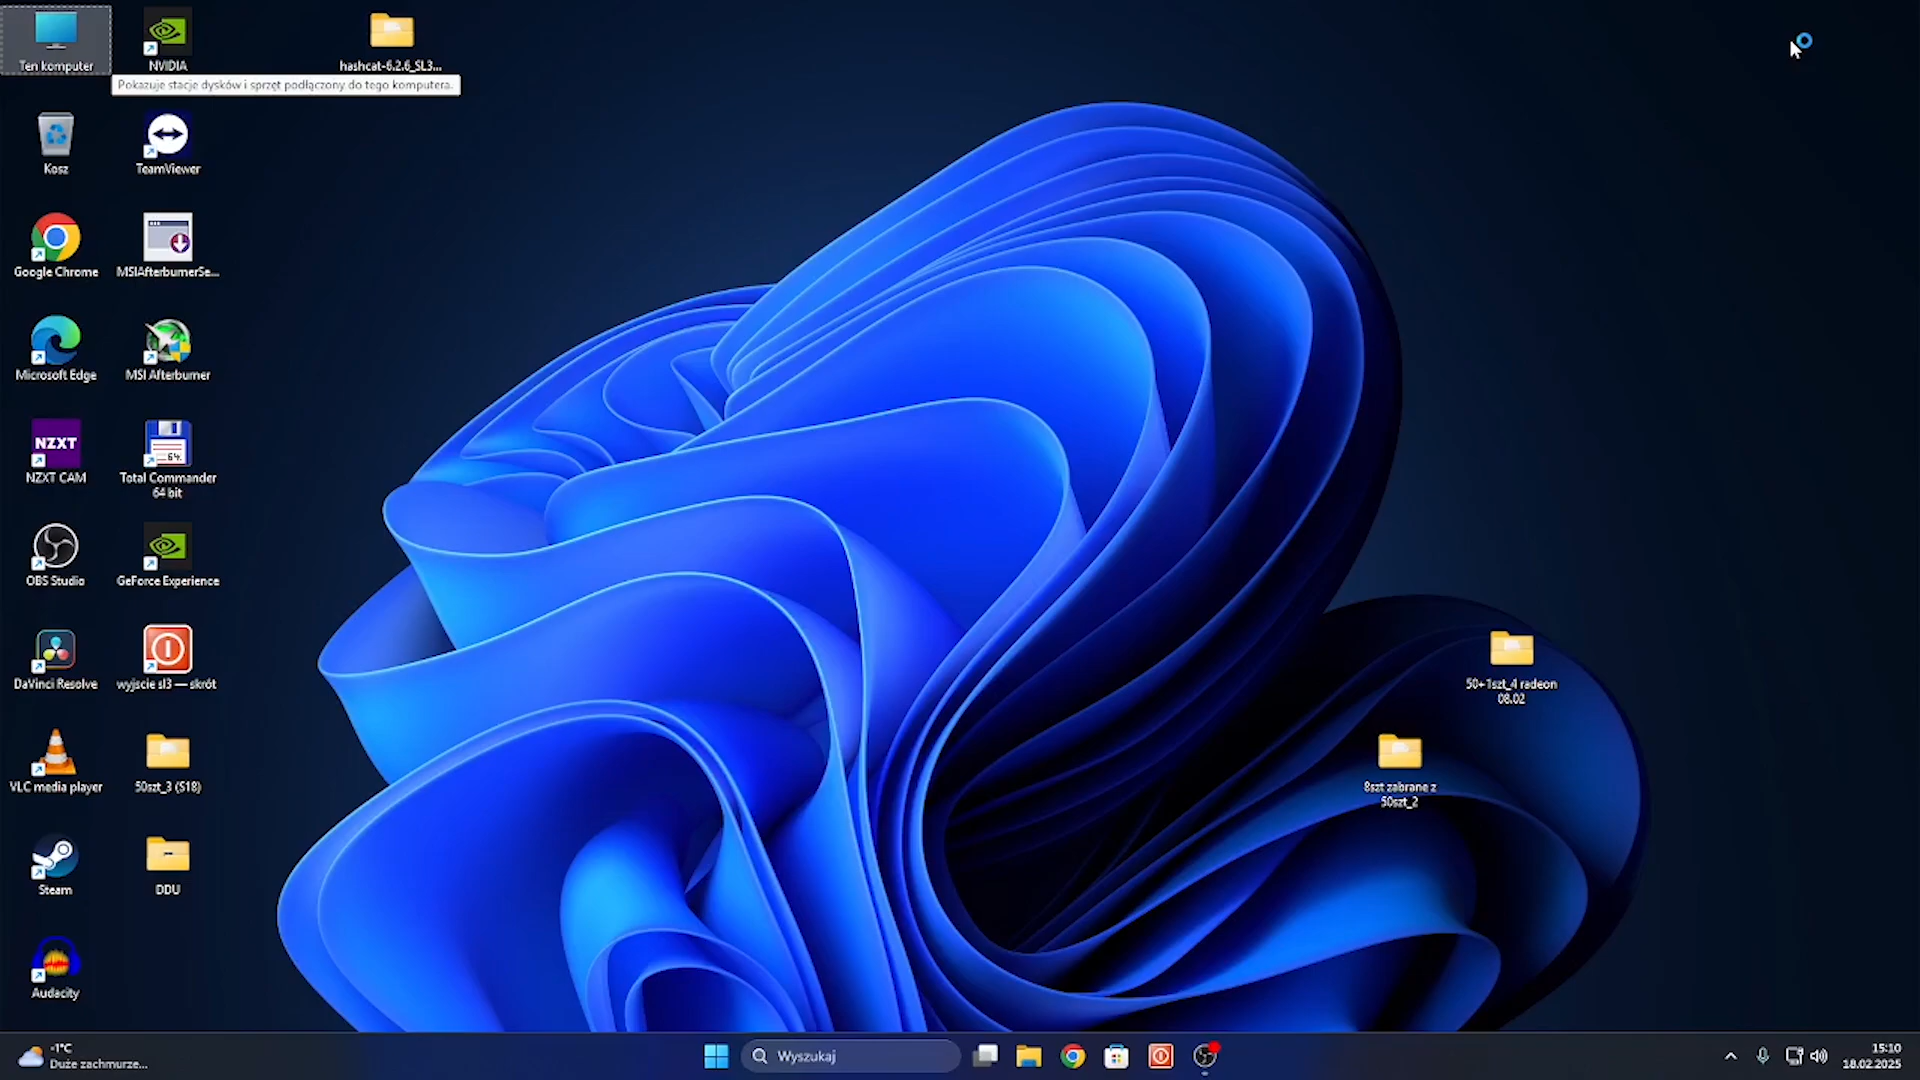 Ten komputer
NVIDIA
hashcat-6.2.6_SL3...
Pokazuje stacje dysków i sprzęt podłączony do tego komputera.
Kosz
TeamViewer
Google Chrome
MSIAfterburnerSe...
Microsoft Edge
MSI Afterburner
NZXT
NZXT CAM
64
Total Commander
64 bit
OBS Studio
GeForce Experience
DaVinci Resolve
wyjscie sl3 — skrót
50+1szt_4 radeon
08.02
VLC media player
50szt_3 (S18)
8szt zabrane z
50szt_2
Steam
DDU
Audacity
-1°C
Duże zachmurze...
Wyszukaj
15:10
18.02.2025